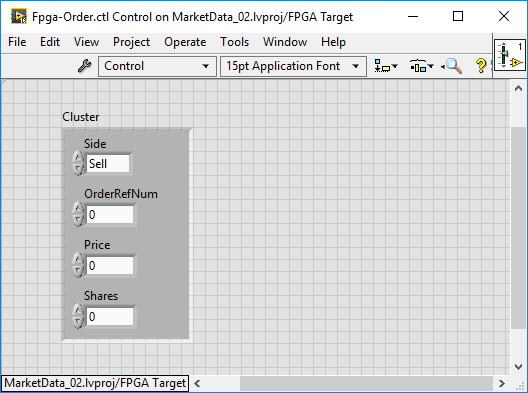 Fpga-Order.ctl Control on MarketData_02.lvproj/FPGA Target
File Edit View Project Operate Tools Window Help
Control 15pt Application Font ? 1
Cluster
Side
Sell
OrderRefNum
0
Price
0
Shares
0
MarketData_02.lvproj/FPGA Target